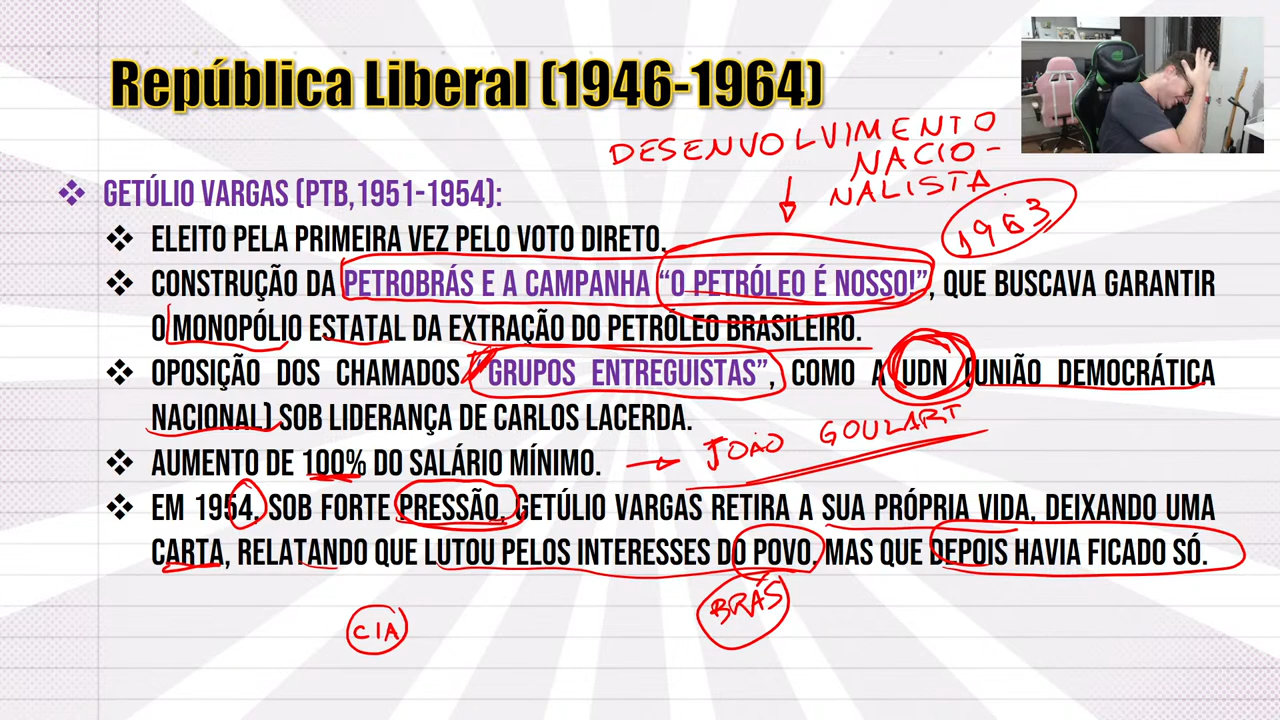 República Liberal (1946-1964)
DESENVOLVIMENTO
NACIO-
NALISTA
1963
❖ GETÚLIO VARGAS (PTB,1951-1954):
❖ ELEITO PELA PRIMEIRA VEZ PELO VOTO DIRETO.
❖ CONSTRUÇÃO DA PETROBRÁS E A CAMPANHA “O PETRÓLEO É NOSSO!”, QUE BUSCAVA GARANTIR
O MONOPÓLIO ESTATAL DA EXTRAÇÃO DO PETRÓLEO BRASILEIRO.
❖ OPOSIÇÃO DOS CHAMADOS “GRUPOS ENTREGUISTAS”, COMO A UDN (UNIÃO DEMOCRÁTICA
NACIONAL) SOB LIDERANÇA DE CARLOS LACERDA.
❖ AUMENTO DE 100% DO SALÁRIO MÍNIMO.
JOÃO GOULART
❖ EM 1954, SOB FORTE PRESSÃO, GETÚLIO VARGAS RETIRA A SUA PRÓPRIA VIDA, DEIXANDO UMA
CARTA, RELATANDO QUE LUTOU PELOS INTERESSES DO POVO, MAS QUE DEPOIS HAVIA FICADO SÓ.
BRAS
CIA